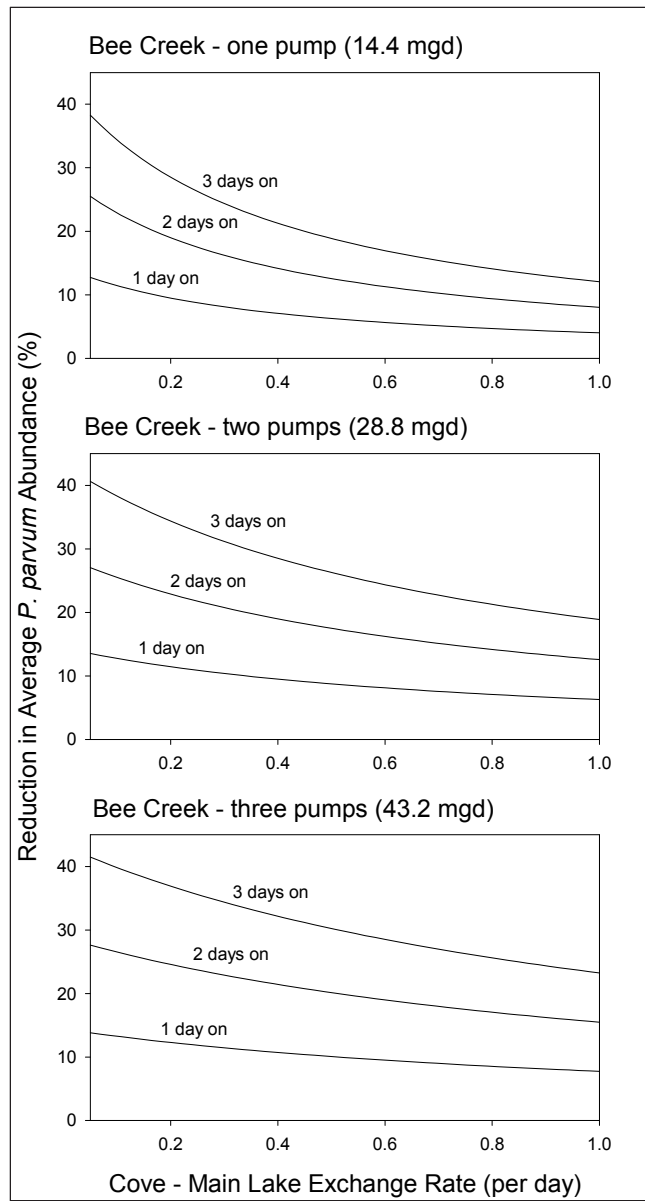 Bee Creek - one pump (14.4 mgd)
40
30
20
10
0
3 days on
2 days on
1 day on
0.2 0.4 0.6 0.8 1.0
Bee Creek - two pumps (28.8 mgd)
40
30
20
10
0
3 days on
2 days on
1 day on
0.2 0.4 0.6 0.8 1.0
Bee Creek - three pumps (43.2 mgd)
40
30
20
10
0
3 days on
2 days on
1 day on
0.2 0.4 0.6 0.8 1.0
Reduction in Average P. parvum Abundance (%)
Cove - Main Lake Exchange Rate (per day)